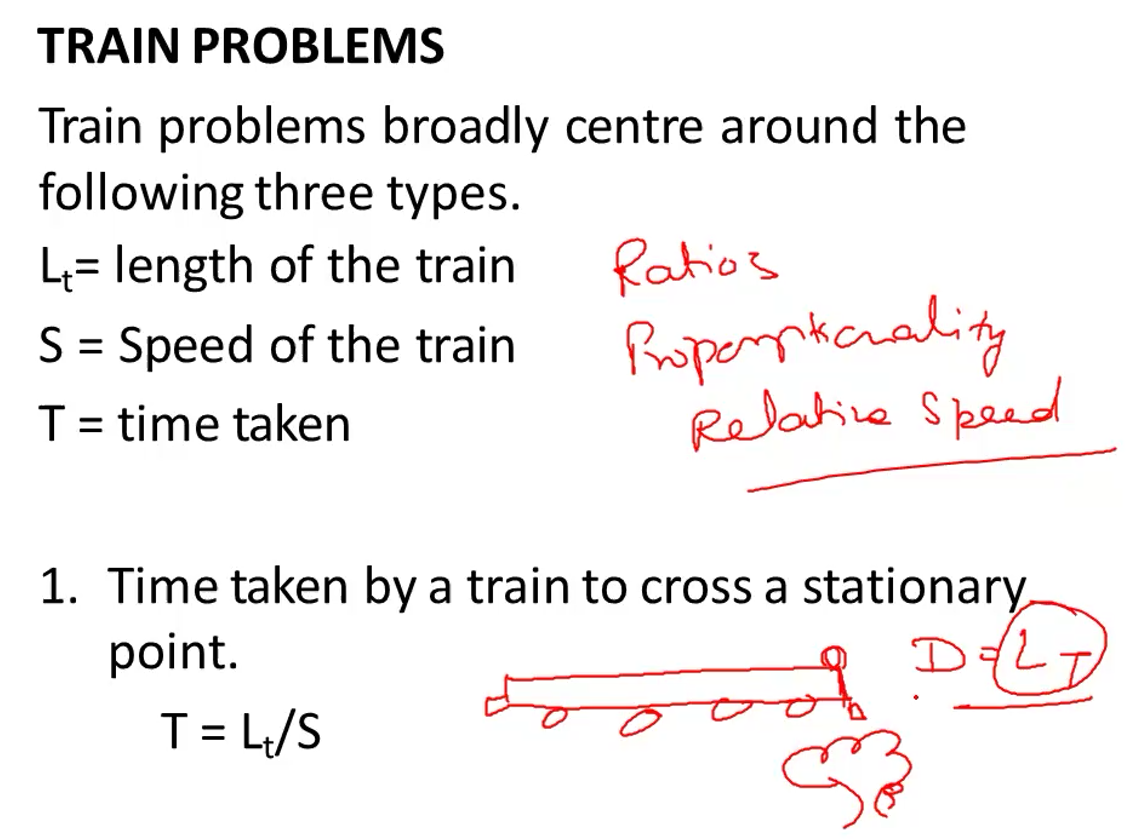 TRAIN PROBLEMS
Train problems broadly centre around the
following three types.
Lₜ= length of the train
Ratios
S = Speed of the train
Proportionality
T = time taken
Relative Speed
1. Time taken by a train to cross a stationary
point.
D = L_T
T = Lₜ/S